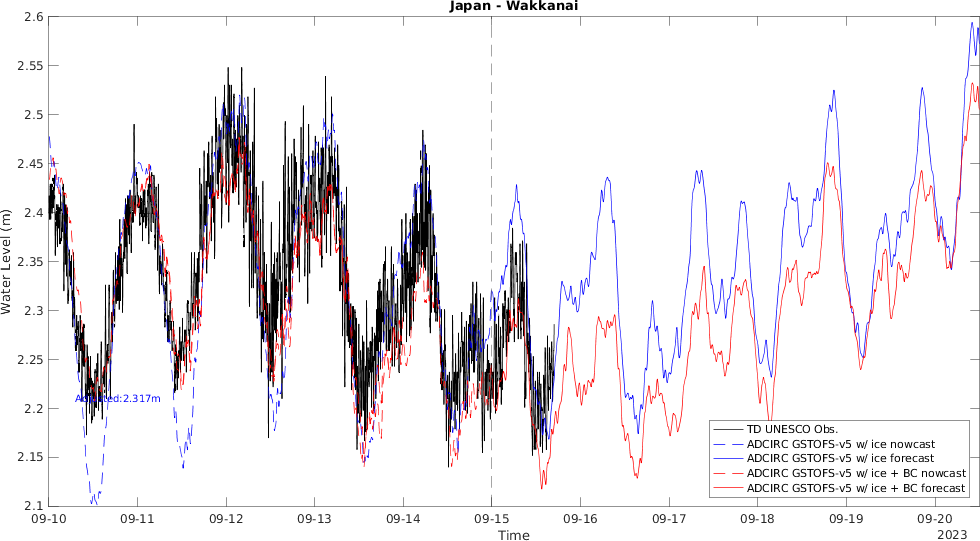 Japan - Wakkanai
Water Level (m)
2.6
2.55
2.5
2.45
2.4
2.35
2.3
2.25
2.2
2.15
2.1
:2.317m
TD UNESCO Obs.
ADCIRC GSTOFS-v5 w/ ice nowcast
ADCIRC GSTOFS-v5 w/ ice forecast
ADCIRC GSTOFS-v5 w/ ice + BC nowcast
ADCIRC GSTOFS-v5 w/ ice + BC forecast
09-10 09-11 09-12 09-13 09-14 09-15 09-16 09-17 09-18 09-19 09-20
Time
2023